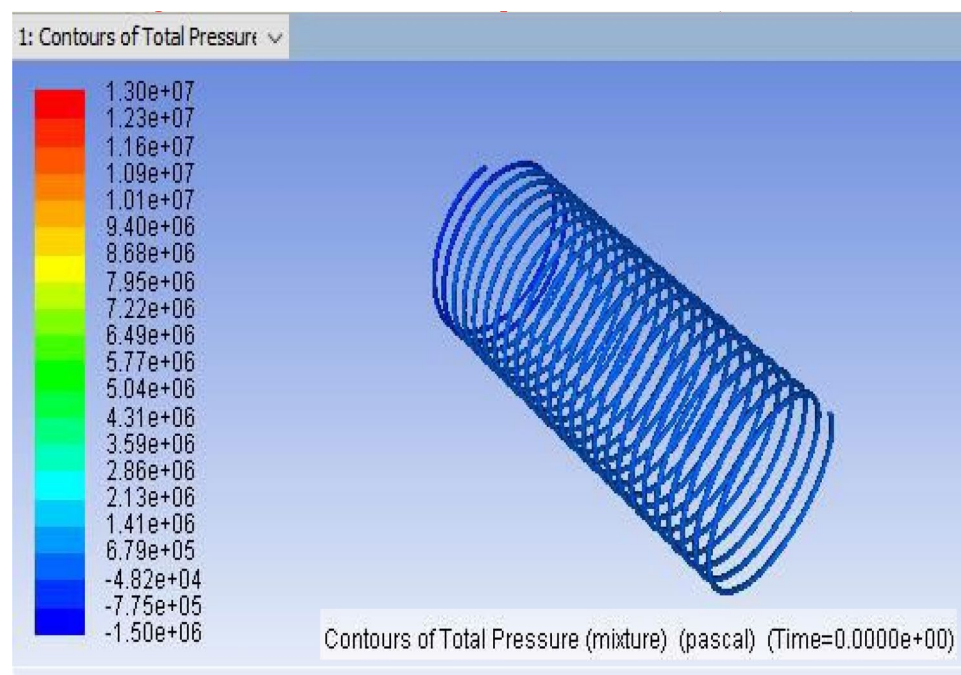 1: Contours of Total Pressure
1.30e+07
1.23e+07
1.16e+07
1.09e+07
1.01e+07
9.40e+06
8.68e+06
7.95e+06
7.22e+06
6.49e+06
5.77e+06
5.04e+06
4.31e+06
3.59e+06
2.86e+06
2.13e+06
1.41e+06
6.79e+05
-4.82e+04
-7.75e+05
-1.50e+06
Contours of Total Pressure (mixture) (pascal) (Time=0.0000e+00)